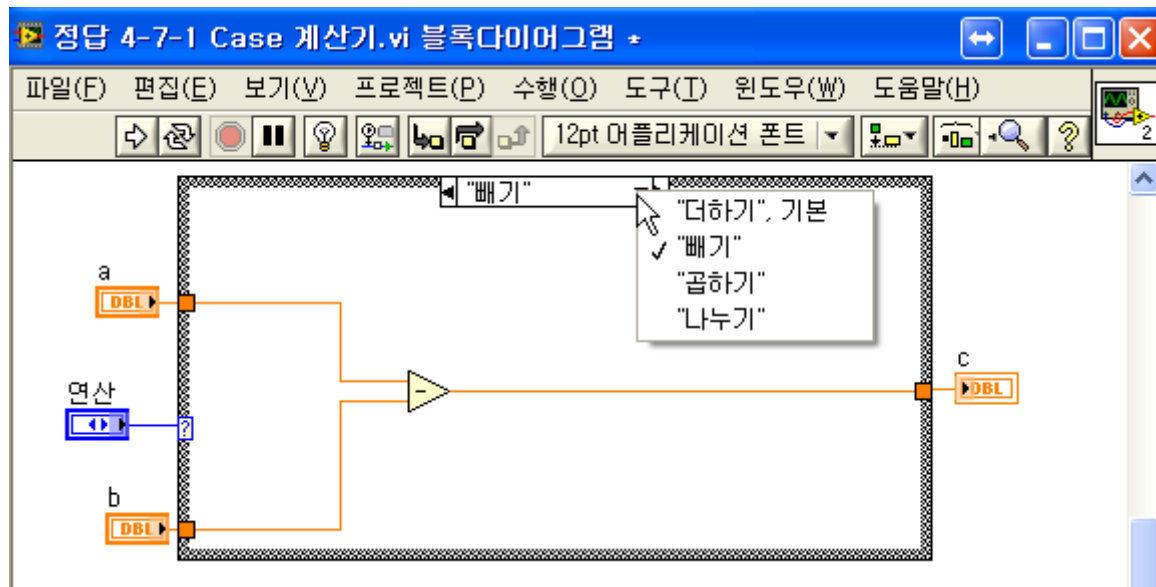 정답 4-7-1 Case 계산기.vi 블록다이어그램 *
파일(F) 편집(E) 보기(V) 프로젝트(P) 수행(O) 도구(T) 윈도우(W) 도움말(H)
12pt 어플리케이션 폰트
2
"빼기"
"더하기", 기본
"빼기"
"곱하기"
"나누기"
a
DBL
연산
?
b
DBL
c
DBL